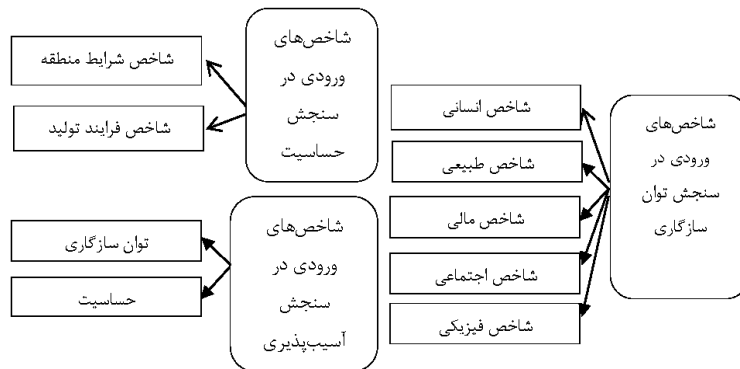 شاخص‌های
ورودی در
سنجش توان
سازگاری
شاخص انسانی
شاخص طبیعی
شاخص مالی
شاخص اجتماعی
شاخص فیزیکی
شاخص‌های
ورودی در
سنجش
حساسیت
شاخص شرایط منطقه
شاخص فرایند تولید
شاخص‌های
ورودی در
سنجش
آسیب‌پذیری
توان سازگاری
حساسیت